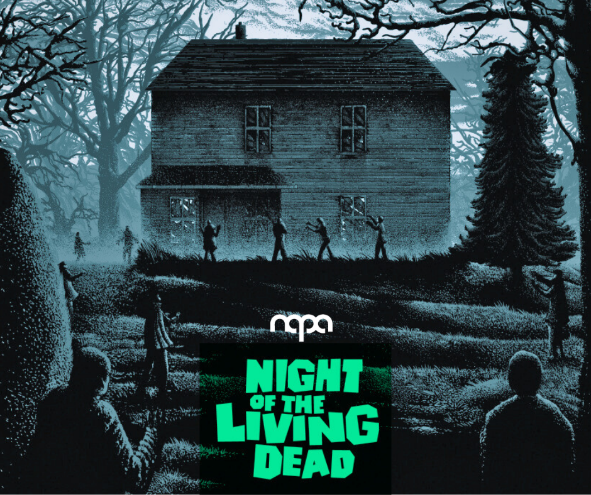 napa
NIGHT
OF THE
LIVING
DEAD